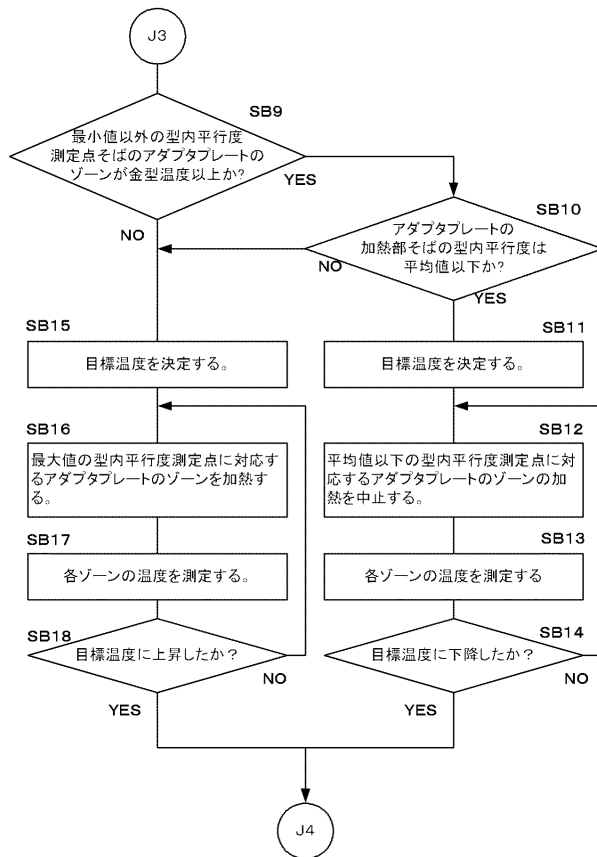 J3
SB9
最小値以外の型内平行度
測定点そばのアダプタプレートの
ゾーンが金型温度以上か?
YES
NO
SB10
アダプタプレートの
加熱部そばの型内平行度は
平均値以下か?
NO
YES
SB15
目標温度を決定する。
SB11
目標温度を決定する。
SB16
最大値の型内平行度測定点に対応す
るアダプタプレートのゾーンを加熱す
る。
SB12
平均値以下の型内平行度測定点に対
応するアダプタプレートのゾーンの加
熱を中止する。
SB17
各ゾーンの温度を測定する。
SB13
各ゾーンの温度を測定する
SB18
目標温度に上昇したか?
NO
YES
SB14
目標温度に下降したか?
NO
YES
J4